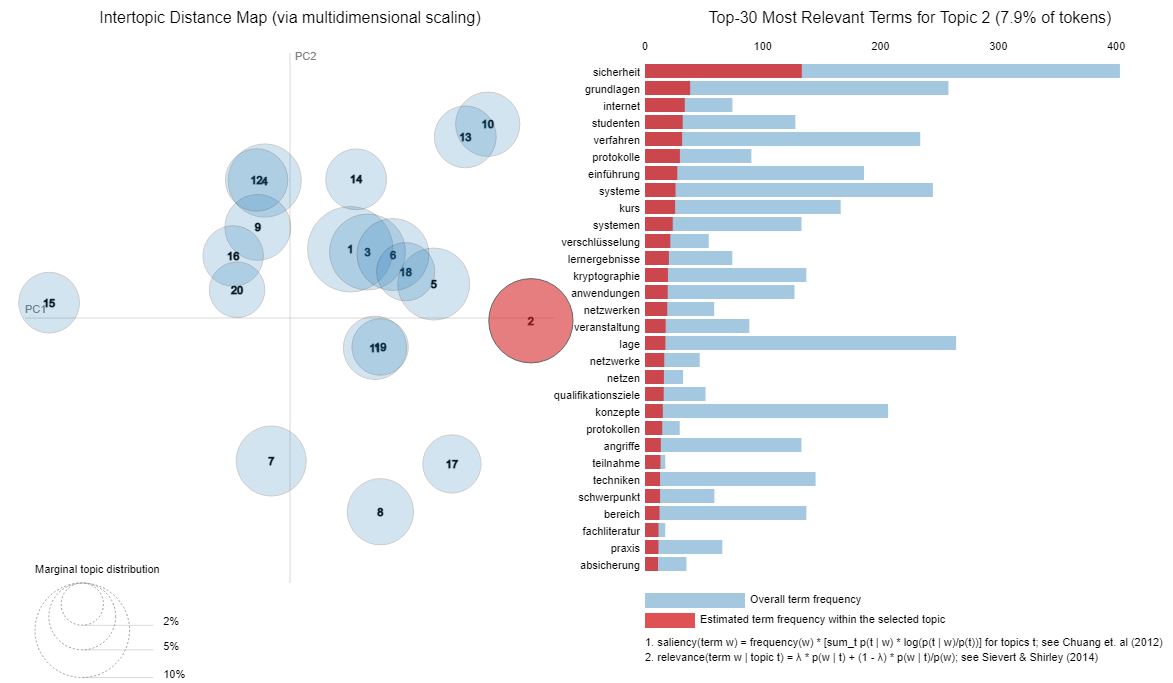 Intertopic Distance Map (via multidimensional scaling)
PC2
PC1
10
13
12
4
14
9
16
20
15
1
3
6
18
5
2
11
19
7
17
8
Marginal topic distribution
2%
5%
10%
Top-30 Most Relevant Terms for Topic 2 (7.9% of tokens)
0 100 200 300 400
sicherheit
grundlagen
internet
studenten
verfahren
protokolle
einführung
systeme
kurs
systemen
verschlüsselung
lernergebnisse
kryptographie
anwendungen
netzwerken
veranstaltung
lage
netzwerke
netzen
qualifikationsziele
konzepte
protokollen
angriffe
teilnahme
techniken
schwerpunkt
bereich
fachliteratur
praxis
absicherung
Overall term frequency
Estimated term frequency within the selected topic
1. saliency(term w) = frequency(w) * [sum_t p(t | w) * log(p(t | w)/p(t))] for topics t; see Chuang et. al (2012)
2. relevance(term w | topic t) = λ * p(w | t) + (1 - λ) * p(w | t)/p(w); see Sievert & Shirley (2014)